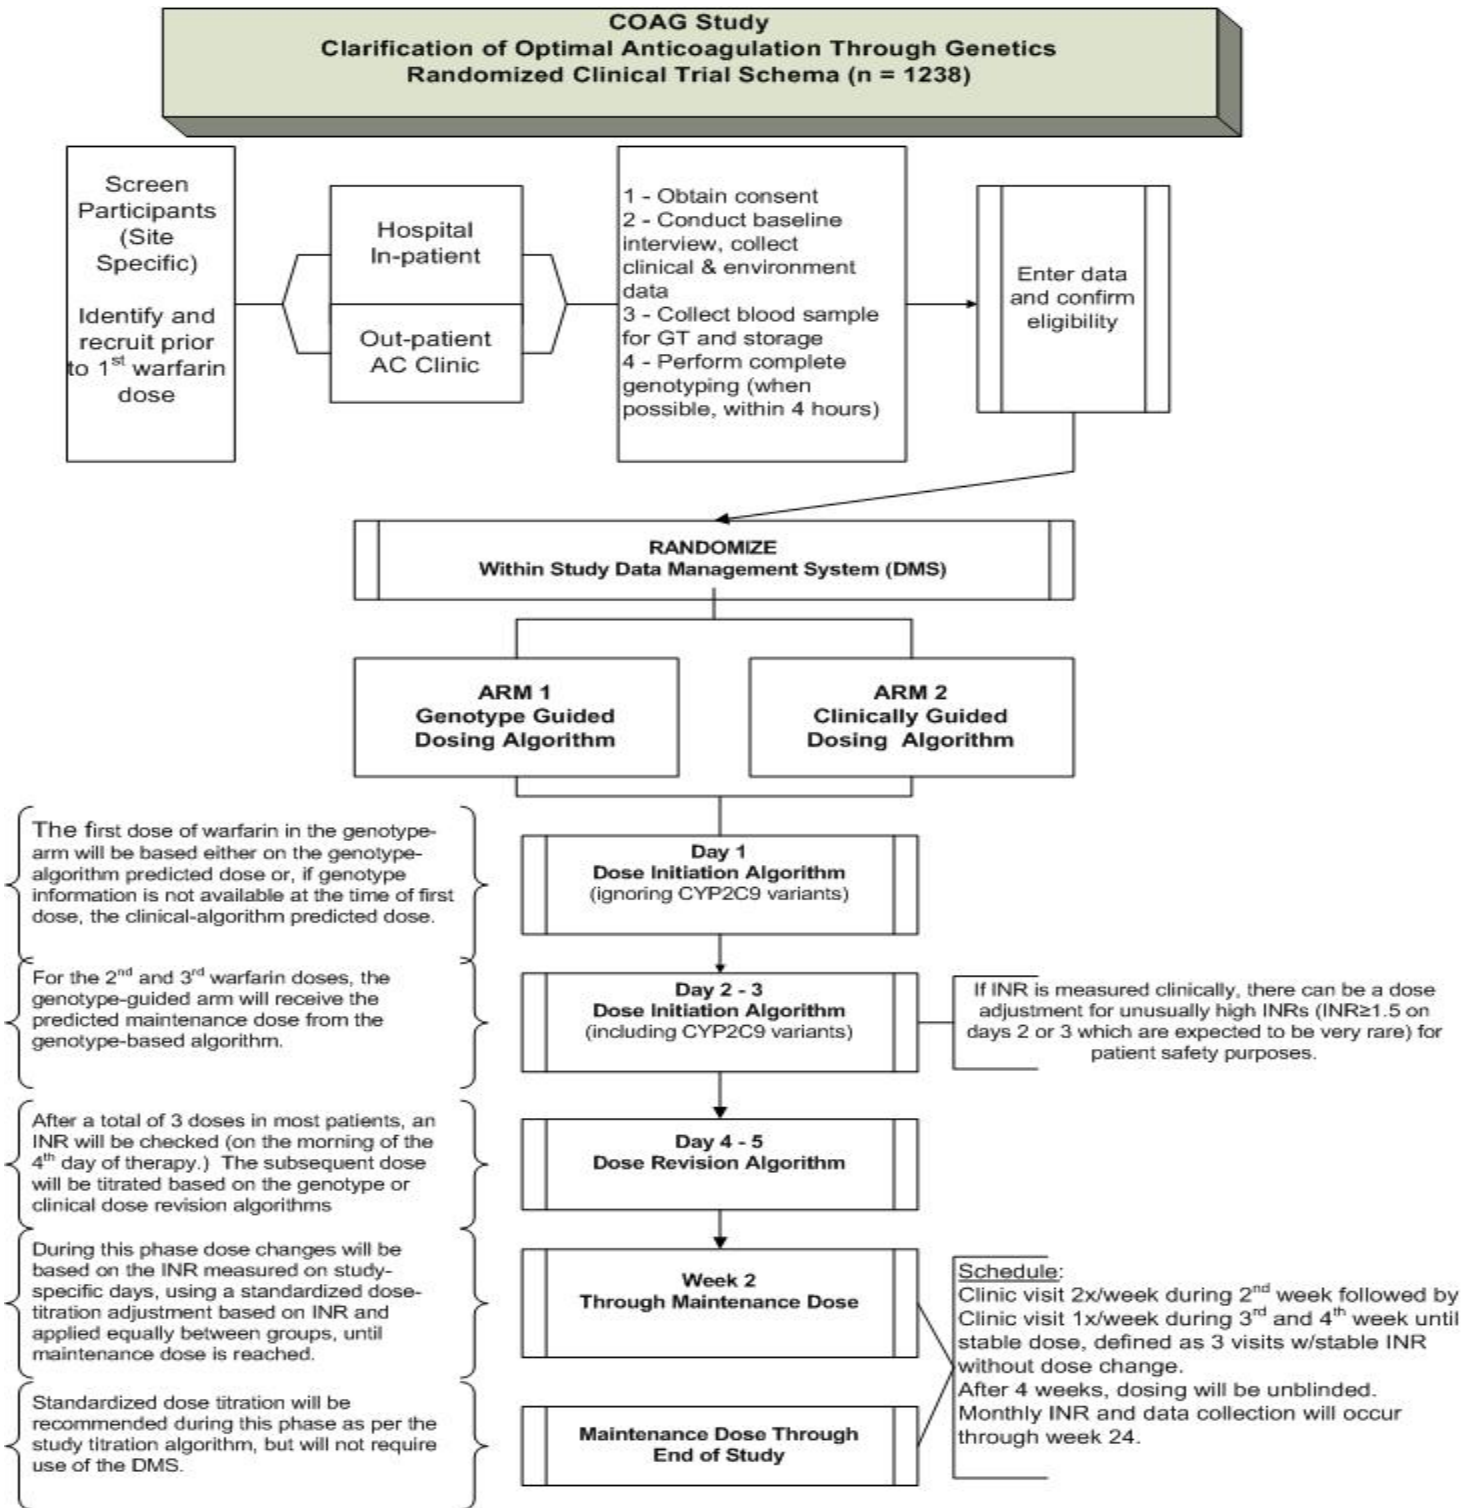 COAG Study
Clarification of Optimal Anticoagulation Through Genetics
Randomized Clinical Trial Schema (n = 1238)
Screen
Participants
(Site
Specific)
Identify and
recruit prior
to 1st warfarin
dose
Hospital
In-patient
Out-patient
AC Clinic
1 - Obtain consent
2 - Conduct baseline
interview, collect
clinical & environment
data
3 - Collect blood sample
for GT and storage
4 - Perform complete
genotyping (when
possible, within 4 hours)
Enter data
and confirm
eligibility
RANDOMIZE
Within Study Data Management System (DMS)
ARM 1
Genotype Guided
Dosing Algorithm
ARM 2
Clinically Guided
Dosing Algorithm
The first dose of warfarin in the genotype-
arm will be based either on the genotype-
algorithm predicted dose or, if genotype
information is not available at the time of first
dose, the clinical-algorithm predicted dose.
Day 1
Dose Initiation Algorithm
(ignoring CYP2C9 variants)
For the 2nd and 3rd warfarin doses, the
genotype-guided arm will receive the
predicted maintenance dose from the
genotype-based algorithm.
Day 2 - 3
Dose Initiation Algorithm
(including CYP2C9 variants)
If INR is measured clinically, there can be a dose
adjustment for unusually high INRs (INR≥1.5 on
days 2 or 3 which are expected to be very rare) for
patient safety purposes.
After a total of 3 doses in most patients, an
INR will be checked (on the morning of the
4th day of therapy.) The subsequent dose
will be titrated based on the genotype or
clinical dose revision algorithms
Day 4 - 5
Dose Revision Algorithm
During this phase dose changes will be
based on the INR measured on study-
specific days, using a standardized dose-
titration adjustment based on INR and
applied equally between groups, until
maintenance dose is reached.
Week 2
Through Maintenance Dose
Schedule:
Clinic visit 2x/week during 2nd week followed by
Clinic visit 1x/week during 3rd and 4th week until
stable dose, defined as 3 visits w/stable INR
without dose change.
After 4 weeks, dosing will be unblinded.
Monthly INR and data collection will occur
through week 24.
Standardized dose titration will be
recommended during this phase as per the
study titration algorithm, but will not require
use of the DMS.
Maintenance Dose Through
End of Study